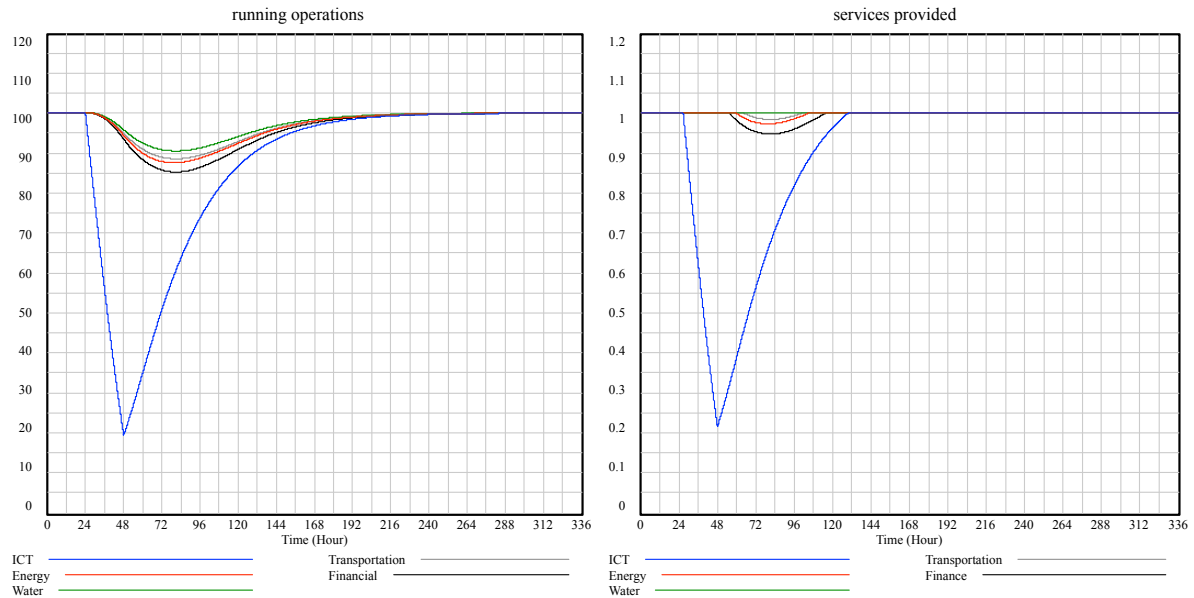 running operations
120
110
100
90
80
70
60
50
40
30
20
10
0
0 24 48 72 96 120 144 168 192 216 240 264 288 312 336
Time (Hour)
ICT
Transportation
Energy
Financial
Water
services provided
1.2
1.1
1
0.9
0.8
0.7
0.6
0.5
0.4
0.3
0.2
0.1
0
0 24 48 72 96 120 144 168 192 216 240 264 288 312 336
Time (Hour)
ICT
Transportation
Energy
Finance
Water